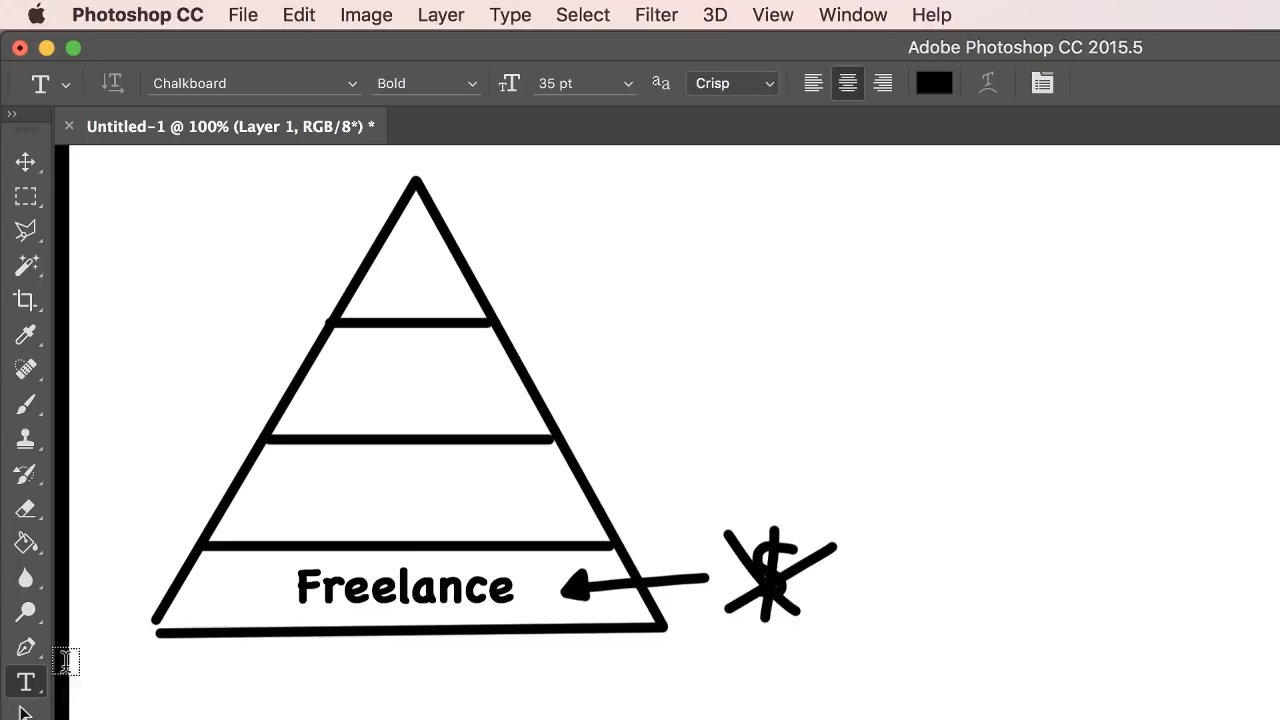 Photoshop CC File Edit Image Layer Type Select Filter 3D View Window Help
Adobe Photoshop CC 2015.5
T Chalkboard Bold 35 pt aa Crisp
Untitled-1 @ 100% (Layer 1, RGB/8*) *
Freelance
$
T